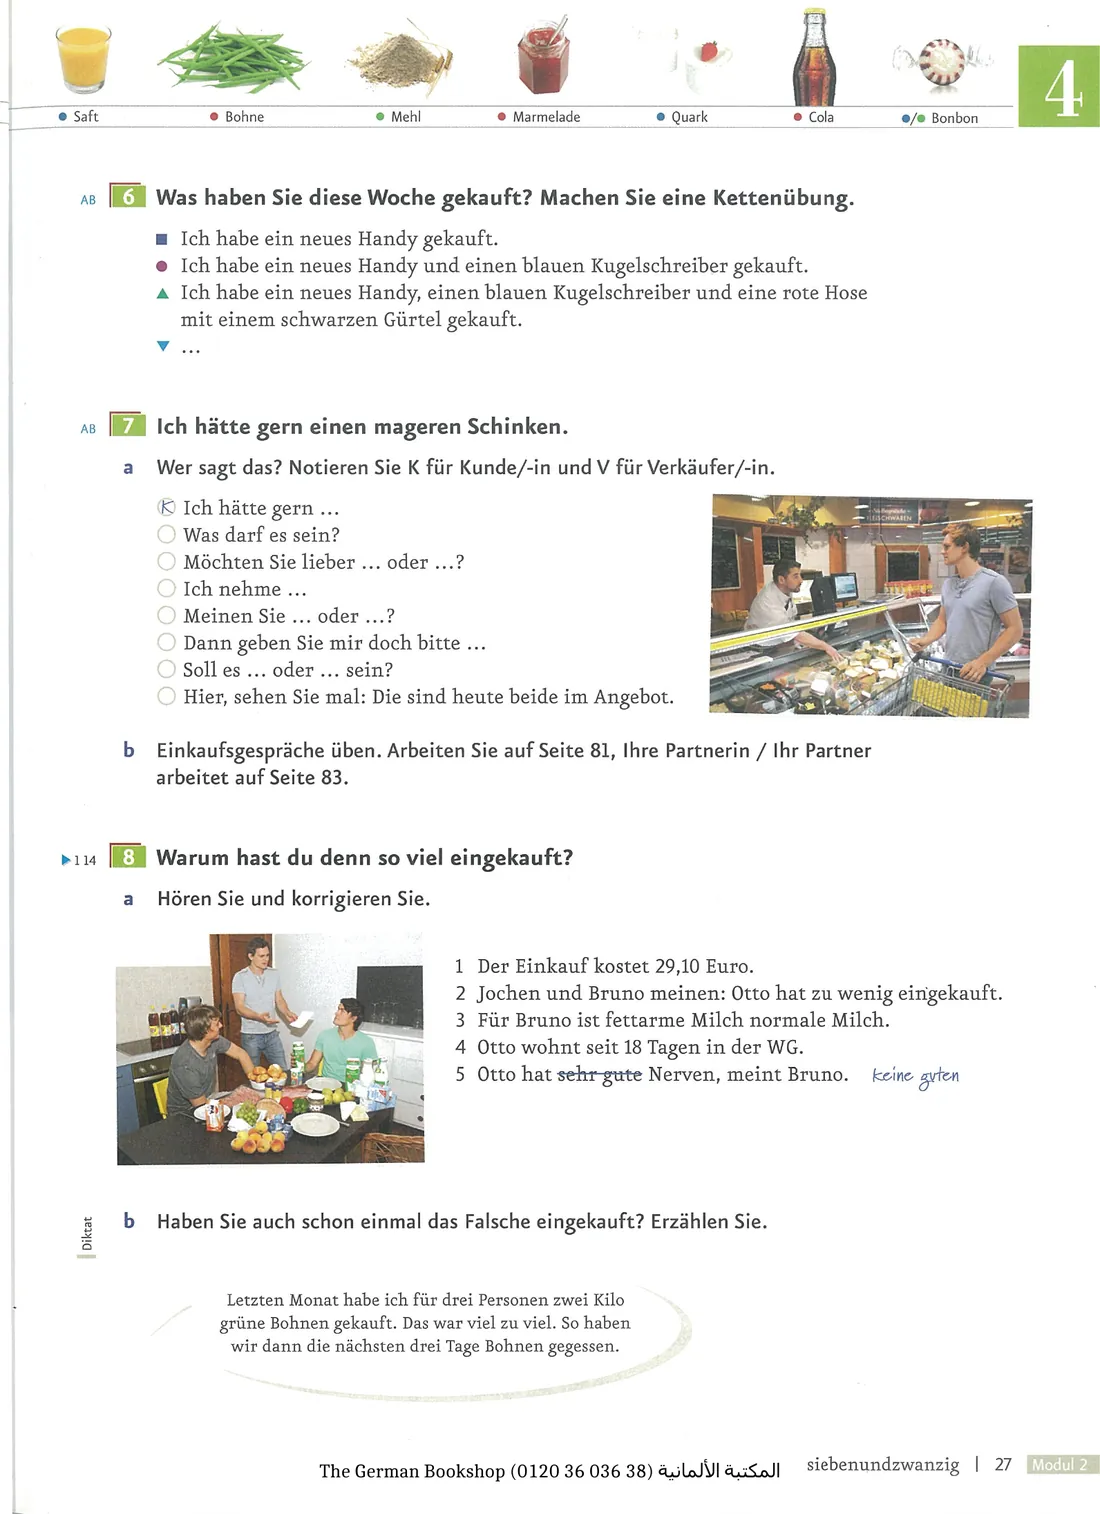 4
Saft
Bohne
Mehl
Marmelade
Quark
Cola
/ Bonbon
AB 6 Was haben Sie diese Woche gekauft? Machen Sie eine Kettenübung.
Ich habe ein neues Handy gekauft.
Ich habe ein neues Handy und einen blauen Kugelschreiber gekauft.
Ich habe ein neues Handy, einen blauen Kugelschreiber und eine rote Hose
mit einem schwarzen Gürtel gekauft.
...
AB 7 Ich hätte gern einen mageren Schinken.
a Wer sagt das? Notieren Sie K für Kunde/-in und V für Verkäufer/-in.
K Ich hätte gern ...
Was darf es sein?
Möchten Sie lieber ... oder ...?
Ich nehme ...
Meinen Sie ... oder ...?
Dann geben Sie mir doch bitte ...
Soll es ... oder ... sein?
Hier, sehen Sie mal: Die sind heute beide im Angebot.
FLEISCHWAREN
b Einkaufsgespräche üben. Arbeiten Sie auf Seite 81, Ihre Partnerin / Ihr Partner
arbeitet auf Seite 83.
1 14 8 Warum hast du denn so viel eingekauft?
a Hören Sie und korrigieren Sie.
1 Der Einkauf kostet 29,10 Euro.
2 Jochen und Bruno meinen: Otto hat zu wenig eingekauft.
3 Für Bruno ist fettarme Milch normale Milch.
4 Otto wohnt seit 18 Tagen in der WG.
5 Otto hat sehr gute Nerven, meint Bruno. keine guten
Diktat
b Haben Sie auch schon einmal das Falsche eingekauft? Erzählen Sie.
Letzten Monat habe ich für drei Personen zwei Kilo
grüne Bohnen gekauft. Das war viel zu viel. So haben
wir dann die nächsten drei Tage Bohnen gegessen.
The German Bookshop (0120 36 036 38) المكتبة الألمانية
siebenundzwanzig | 27 Modul 2